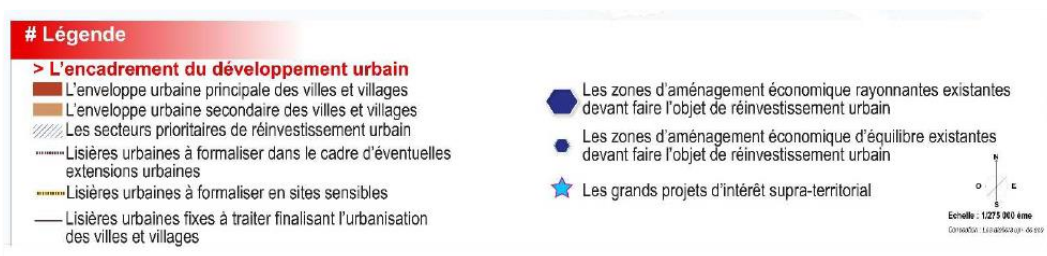 # Légende
> L'encadrement du développement urbain
L'enveloppe urbaine principale des villes et villages
L'enveloppe urbaine secondaire des villes et villages
Les secteurs prioritaires de réinvestissement urbain
Lisières urbaines à formaliser dans le cadre d'éventuelles
extensions urbaines
Lisières urbaines à formaliser en sites sensibles
Lisières urbaines fixes à traiter finalisant l'urbanisation
des villes et villages
Les zones d'aménagement économique rayonnantes existantes
devant faire l'objet de réinvestissement urbain
Les zones d'aménagement économique d'équilibre existantes
devant faire l'objet de réinvestissement urbain
Les grands projets d'intérêt supra-territorial
N
O E
S
Echelle : 1/275 000 ème